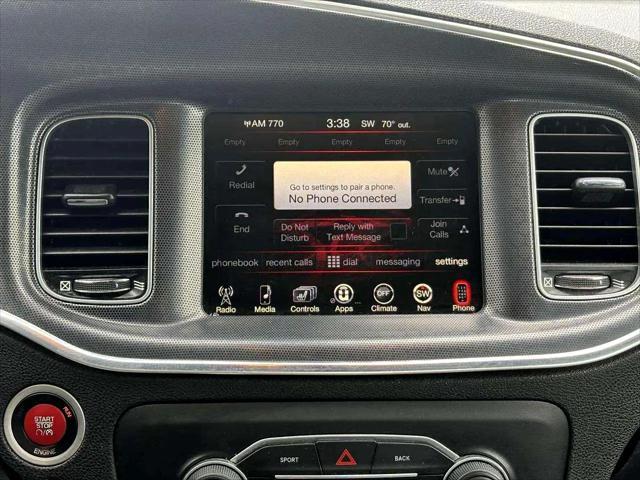 AM 770 3:38 SW 70° out.
Empty Empty Empty Empty Empty
Redial
Go to settings to pair a phone.
No Phone Connected
Mute
Transfer
End
Do Not
Disturb
Reply with
Text Message
Join
Calls
phonebook recent calls dial messaging settings
Radio Media Controls Apps Climate Nav Phone
OFF
SW
START
STOP
RUN
ENGINE
SPORT
BACK